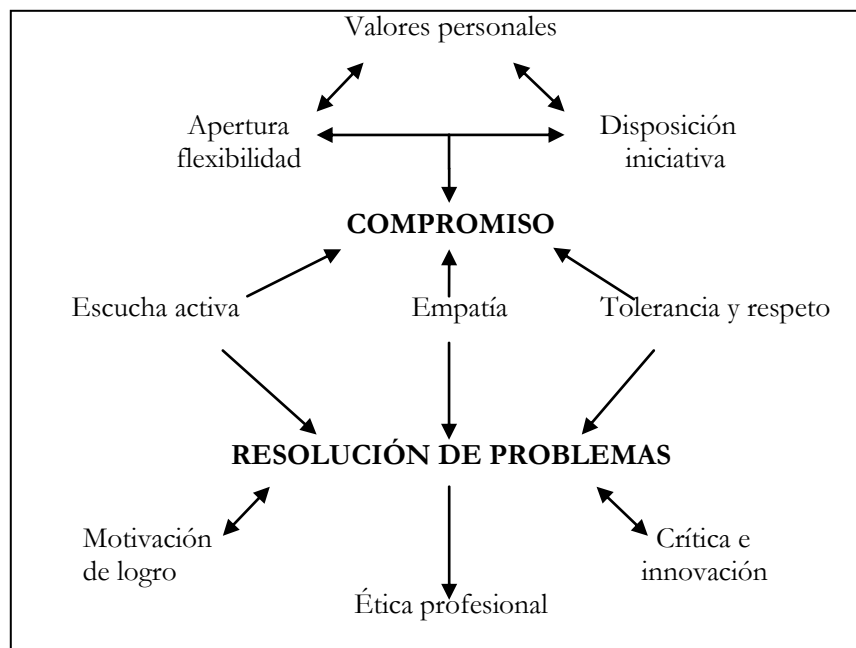 Valores personales
Apertura
flexibilidad
Disposición
iniciativa
COMPROMISO
Escucha activa
Empatía
Tolerancia y respeto
RESOLUCIÓN DE PROBLEMAS
Motivación
de logro
Crítica e
innovación
Ética profesional